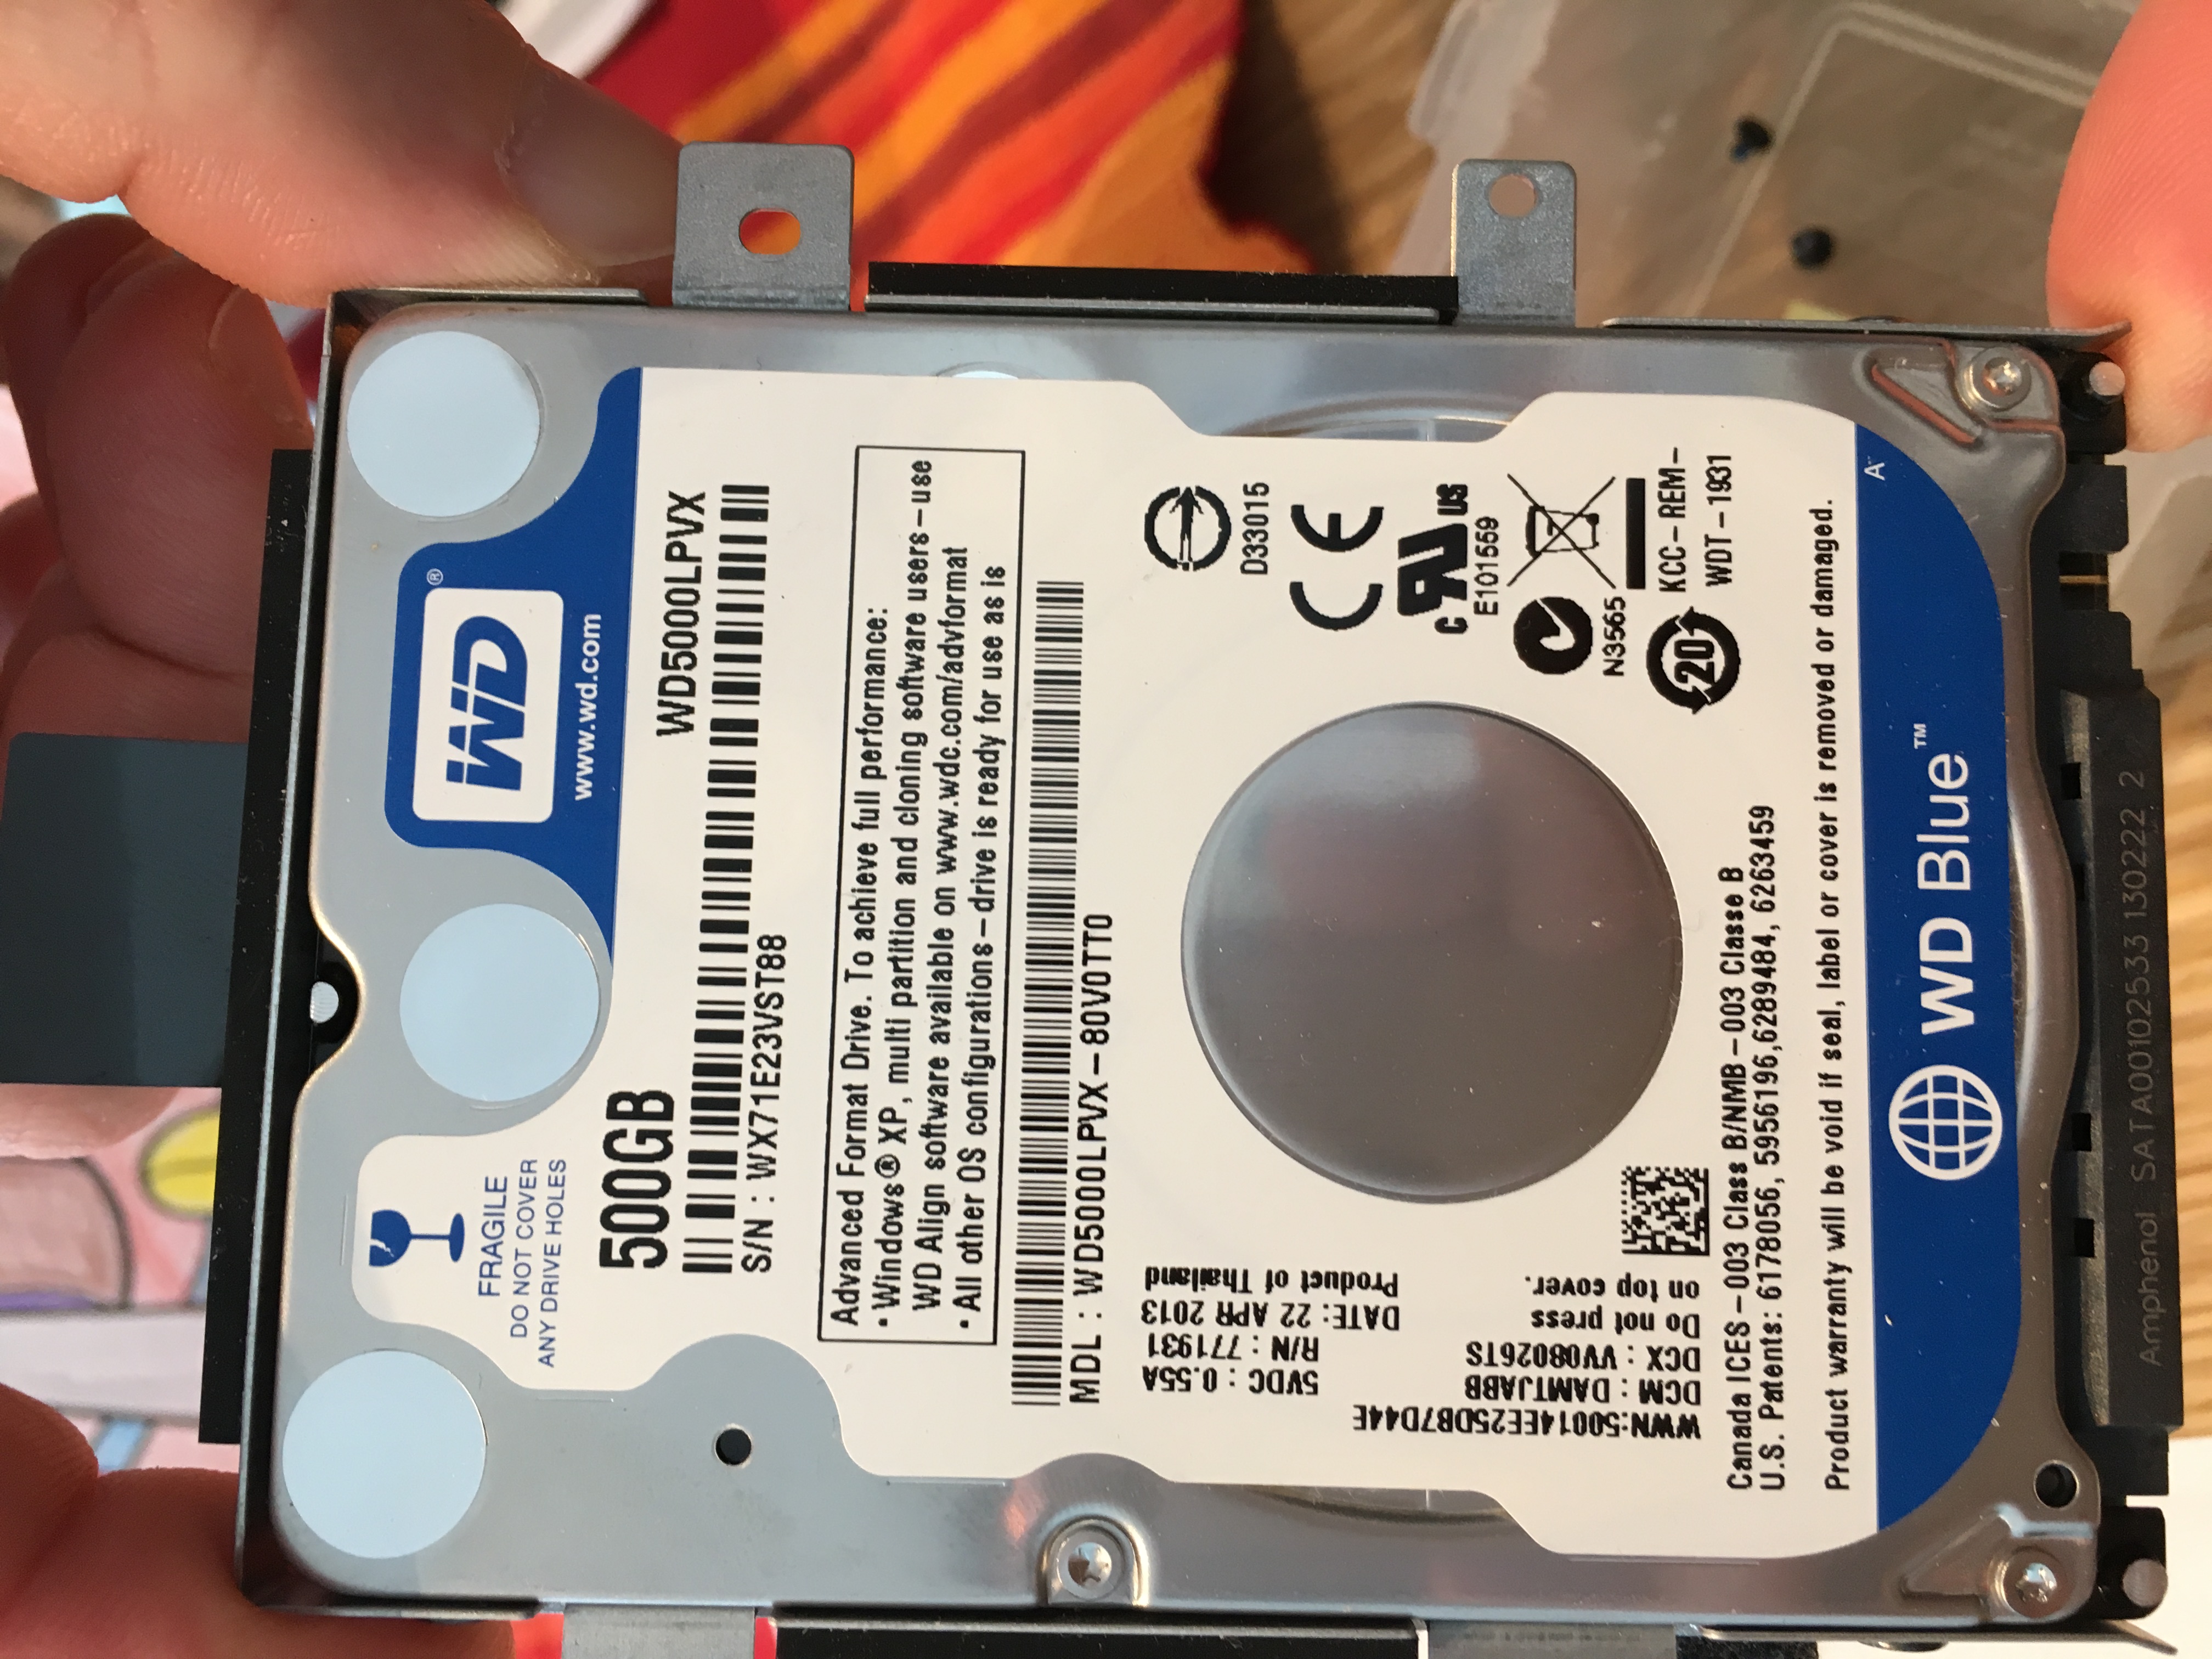 WD®
www.wd.com
FRAGILE
DO NOT COVER
ANY DRIVE HOLES
500GB
WD5000LPVX
S/N : WX71E23VST88
Advanced Format Drive. To achieve full performance:
• Windows® XP, multi partition and cloning software users-use
WD Align software available on www.wdc.com/advformat
• All other OS configurations-drive is ready for use as is
MDL : WD5000LPVX-80V0TT0
D33015
CE
c RU US
E101559
N3565
20
KCC-REM-
WDT-1931
WWN:50014EE25DB7D44E
5VDC : 0.55A
R/N : 771931
DATE: 22 APR 2013
Product of Thailand
DCM : DAMTJABB
DCX : VV08026TS
Do not press
on top cover.
Canada ICES-003 Class B/NMB-003 Classe B
U.S. Patents: 6178056, 5956196,6289484, 6263459
Product warranty will be void if seal, label or cover is removed or damaged.
A
WD Blue™
Amphenol SATA00102533 130222 2